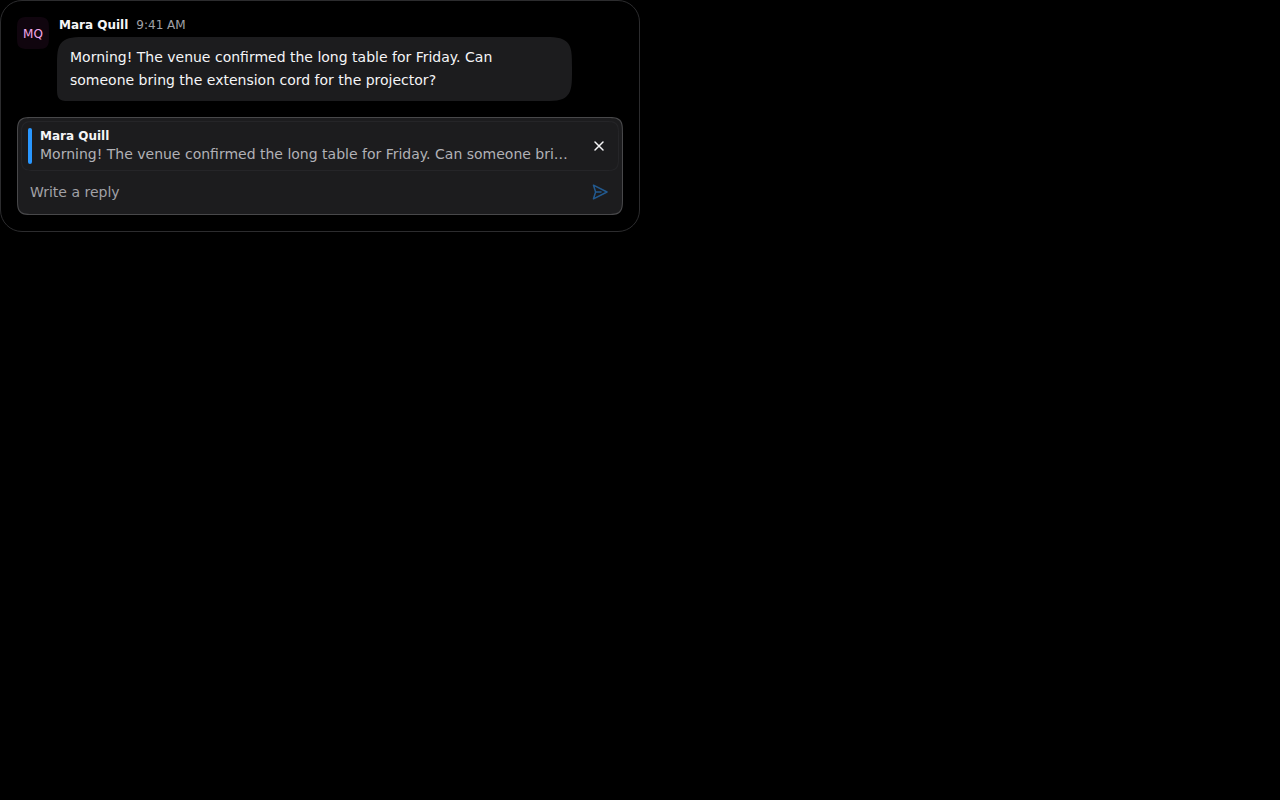 MQ
Mara Quill 9:41 AM
Morning! The venue confirmed the long table for Friday. Can
someone bring the extension cord for the projector?
Mara Quill
Morning! The venue confirmed the long table for Friday. Can someone bri…
Write a reply